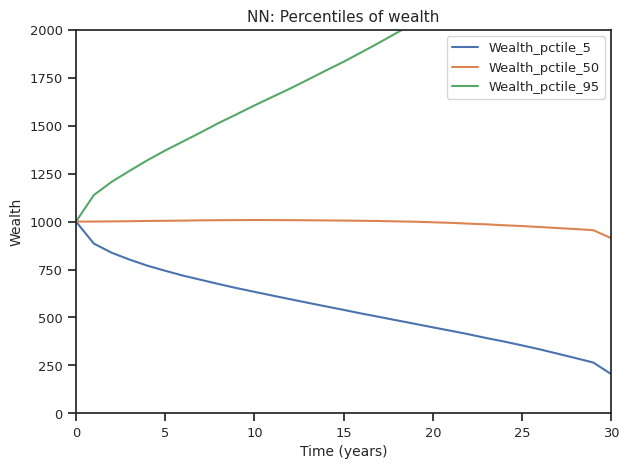 NN: Percentiles of wealth
Wealth_pctile_5
Wealth_pctile_50
Wealth_pctile_95
Wealth
2000
1750
1500
1250
1000
750
500
250
0
0 5 10 15 20 25 30
Time (years)